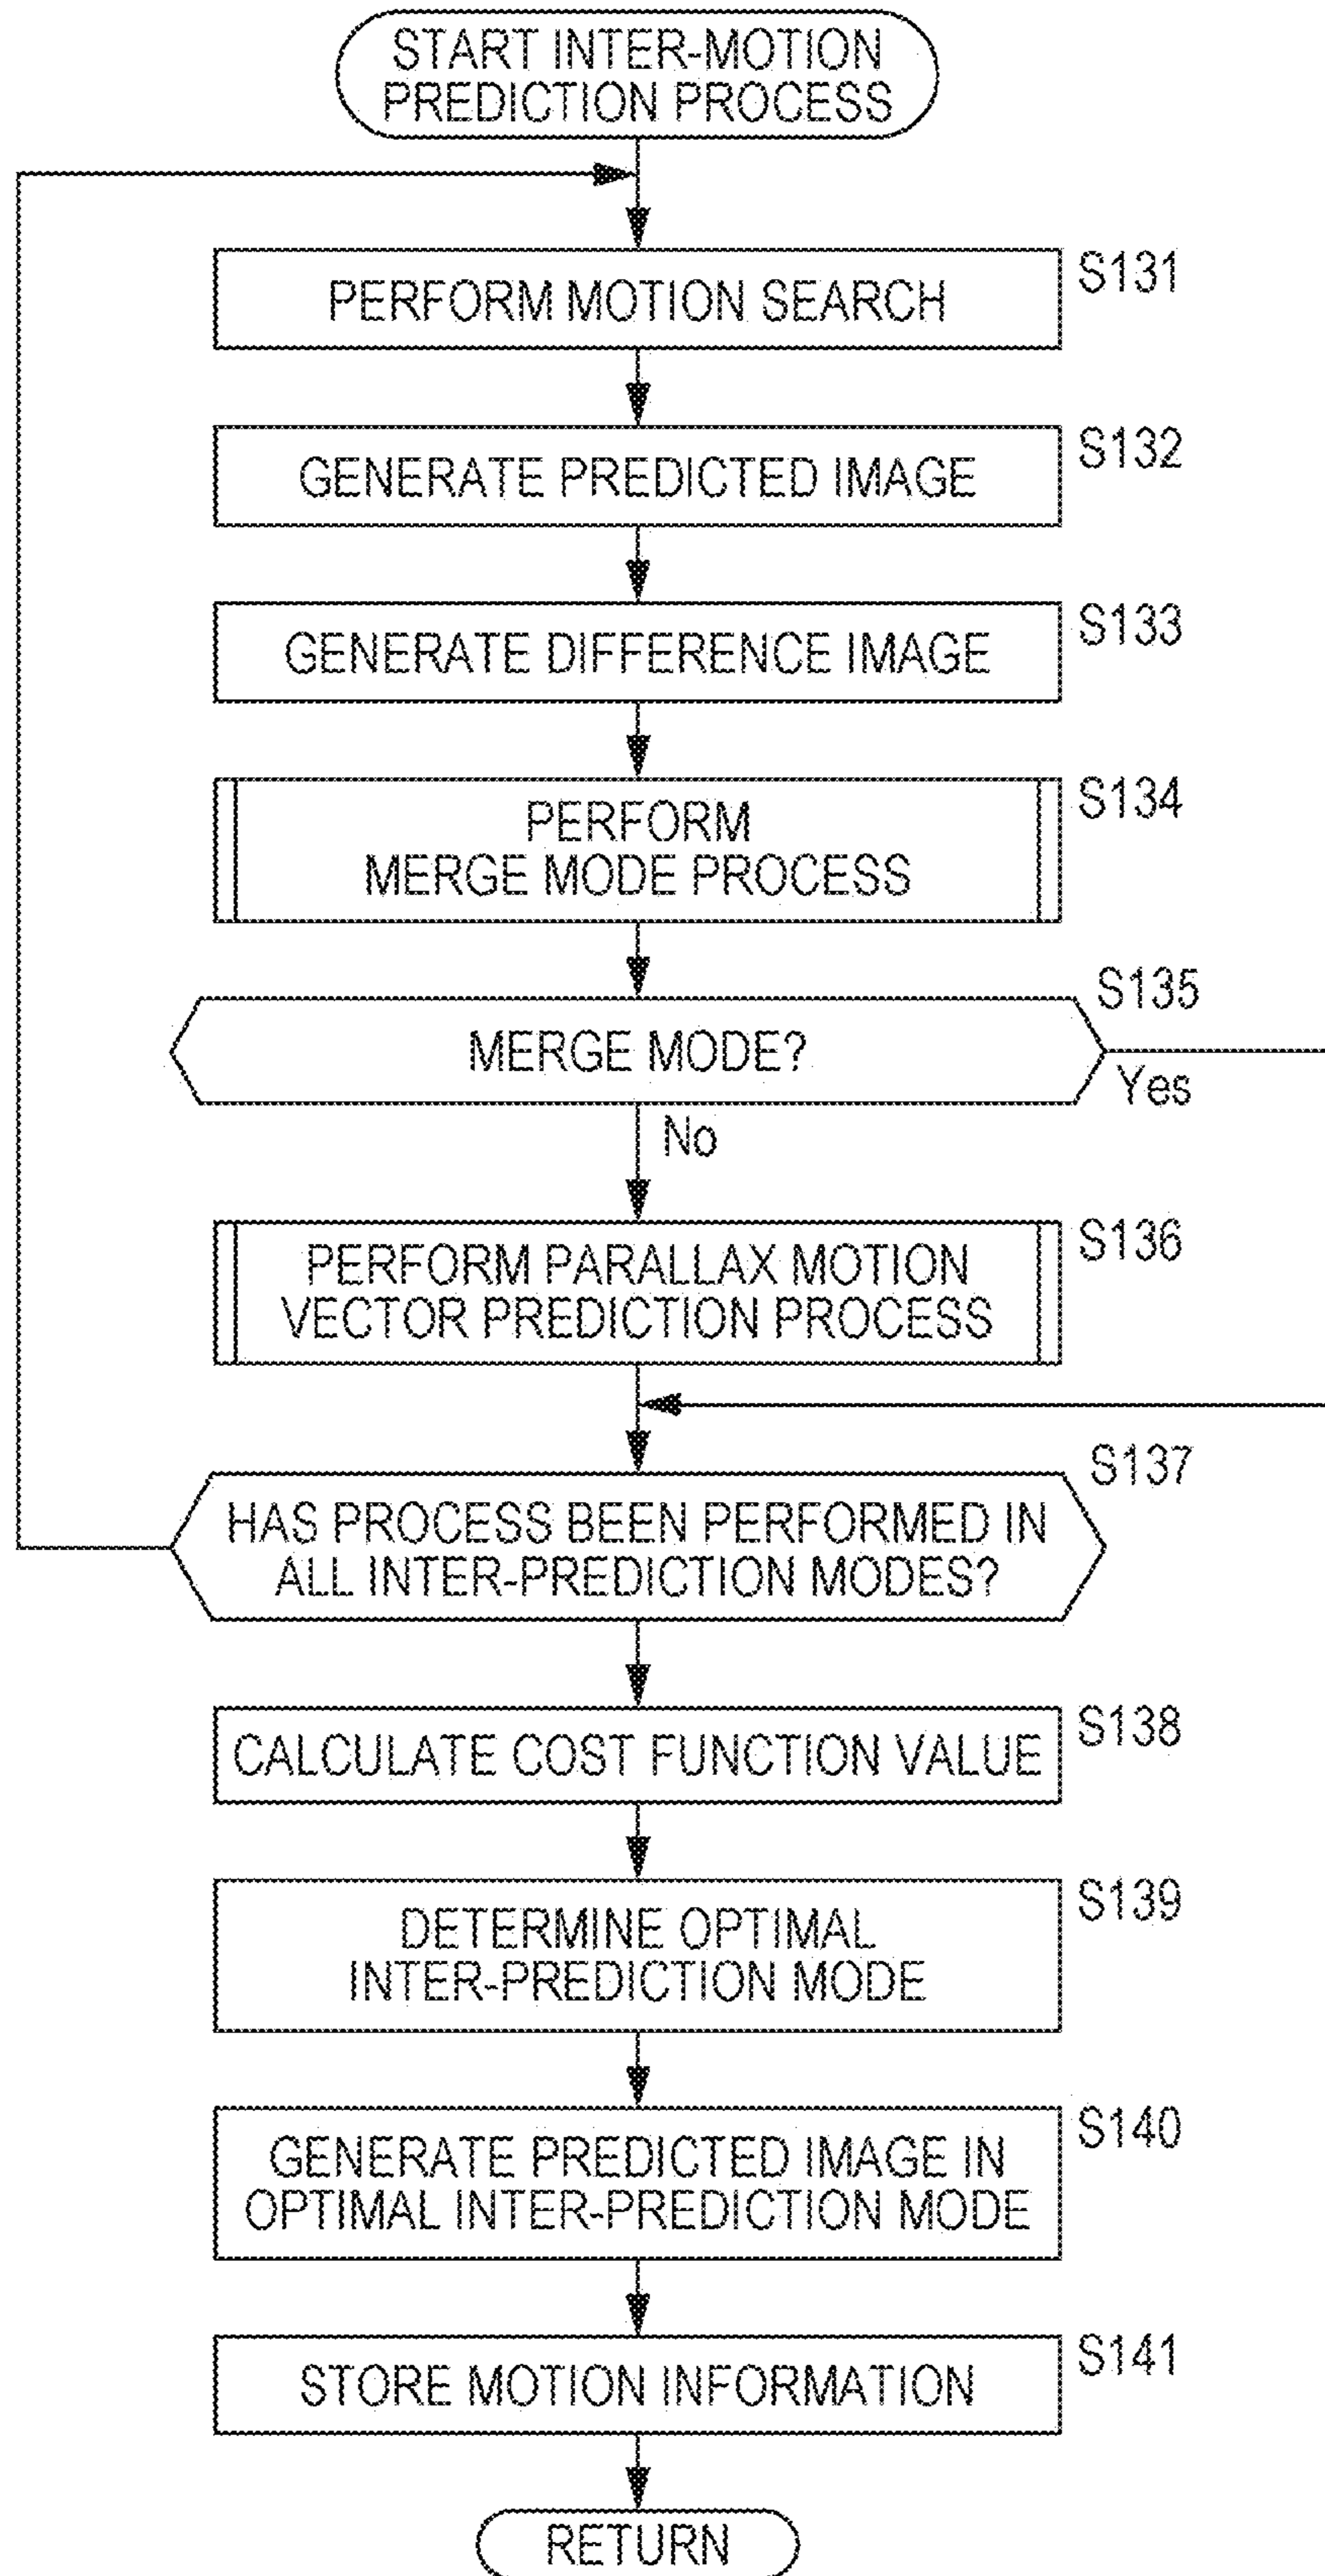 START INTER-MOTION
PREDICTION PROCESS
PERFORM MOTION SEARCH
S131
GENERATE PREDICTED IMAGE
S132
GENERATE DIFFERENCE IMAGE
S133
PERFORM
MERGE MODE PROCESS
S134
MERGE MODE?
S135
Yes
No
PERFORM PARALLAX MOTION
VECTOR PREDICTION PROCESS
S136
HAS PROCESS BEEN PERFORMED IN
ALL INTER-PREDICTION MODES?
S137
CALCULATE COST FUNCTION VALUE
S138
DETERMINE OPTIMAL
INTER-PREDICTION MODE
S139
GENERATE PREDICTED IMAGE IN
OPTIMAL INTER-PREDICTION MODE
S140
STORE MOTION INFORMATION
S141
RETURN